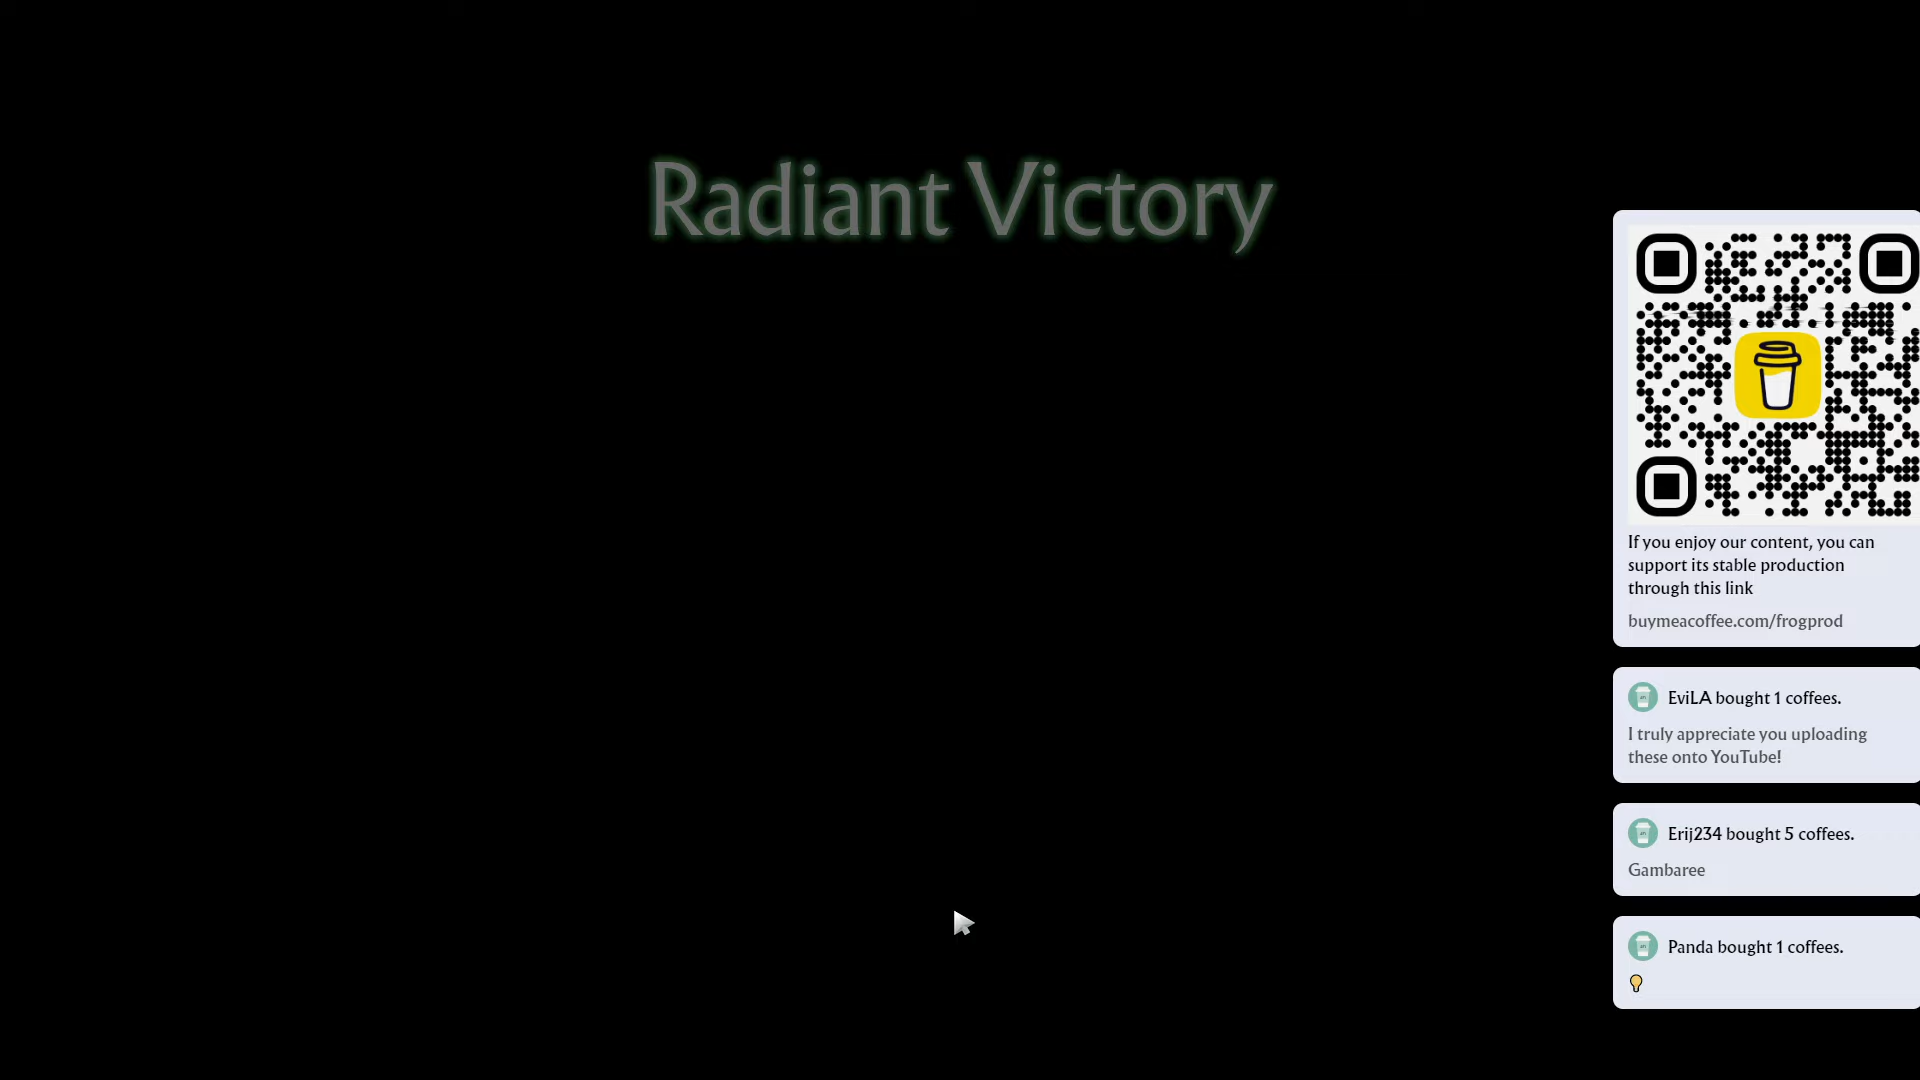 Radiant Victory
If you enjoy our content, you can
support its stable production
through this link
buymeacoffee.com/frogprod
EviLA bought 1 coffees.
I truly appreciate you uploading
these onto YouTube!
Erij234 bought 5 coffees.
Gambaree
Panda bought 1 coffees.